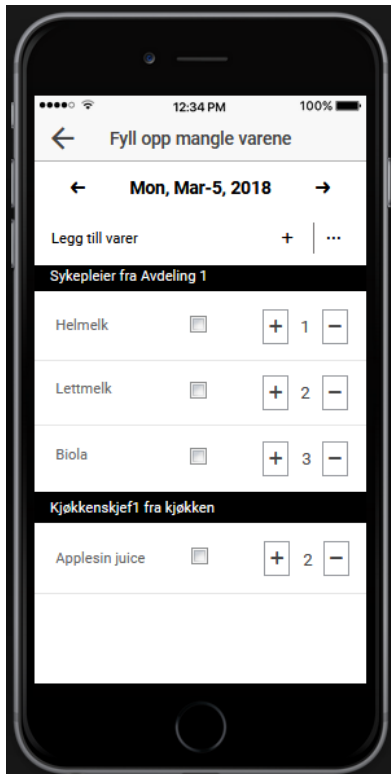 12:34 PM 100%
Fyll opp mangle varene
Mon, Mar-5, 2018
Legg till varer + ...
Sykepleier fra Avdeling 1
Helmelk + 1 −
Lettmelk + 2 −
Biola + 3 −
Kjøkkenskjef1 fra kjøkken
Applesin juice + 2 −